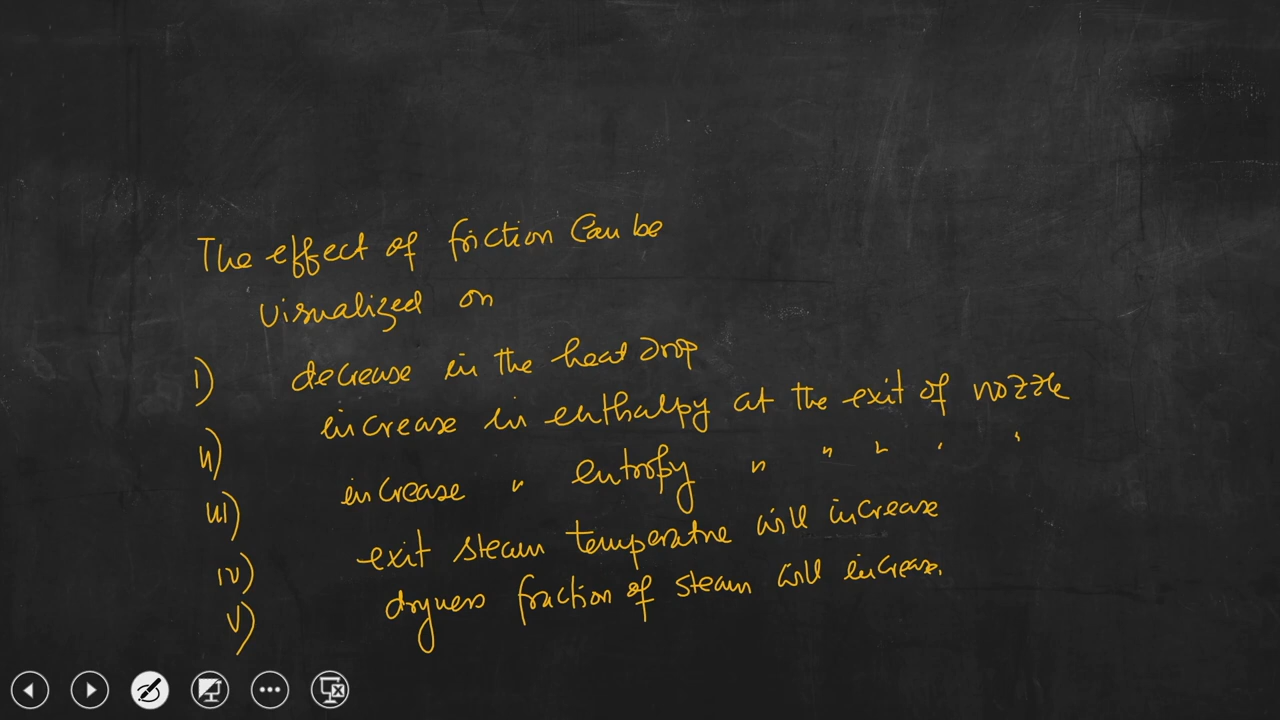 The effect of friction can be
visualized on
i) decrease in the heat drop
ii) increase in enthalpy at the exit of nozzle
iii) increase " entropy " " " " "
iv) exit steam temperature will increase
v) dryness fraction of steam will increase.